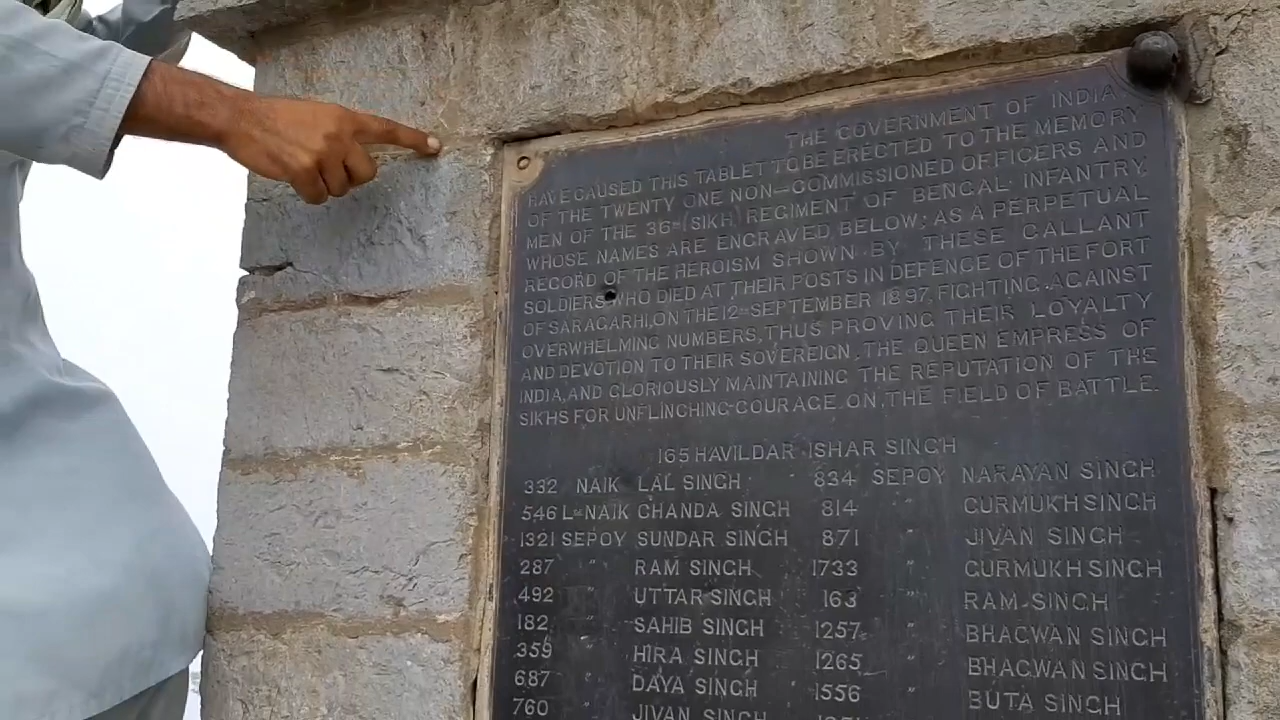 THE GOVERNMENT OF INDIA
HAVE CAUSED THIS TABLET TO BE ERECTED TO THE MEMORY
OF THE TWENTY ONE NON-COMMISSIONED OFFICERS AND
MEN OF THE 36TH (SIKH) REGIMENT OF BENGAL INFANTRY,
WHOSE NAMES ARE ENGRAVED BELOW, AS A PERPETUAL
RECORD OF THE HEROISM SHOWN BY THESE GALLANT
SOLDIERS WHO DIED AT THEIR POSTS IN DEFENCE OF THE FORT
OF SARAGARHI, ON THE 12TH SEPTEMBER 1897, FIGHTING AGAINST
OVERWHELMING NUMBERS, THUS PROVING THEIR LOYALTY
AND DEVOTION TO THEIR SOVEREIGN, THE QUEEN EMPRESS OF
INDIA, AND GLORIOUSLY MAINTAINING THE REPUTATION OF THE
SIKHS FOR UNFLINCHING COURAGE ON THE FIELD OF BATTLE.
165 HAVILDAR ISHAR SINGH
332 NAIK LAL SINGH 834 SEPOY NARAYAN SINGH
546 L-NAIK CHANDA SINGH 814 GURMUKH SINGH
1321 SEPOY SUNDAR SINGH 871 " JIVAN SINGH
287 " RAM SINGH 1733 " GURMUKH SINGH
492 " UTTAR SINGH 163 " RAM SINGH
182 " SAHIB SINGH 1257 " BHAGWAN SINGH
359 " HIRA SINGH 1265 " BHAGWAN SINGH
687 " DAYA SINGH 1556 " BUTA SINGH
760 JIVAN SINGH